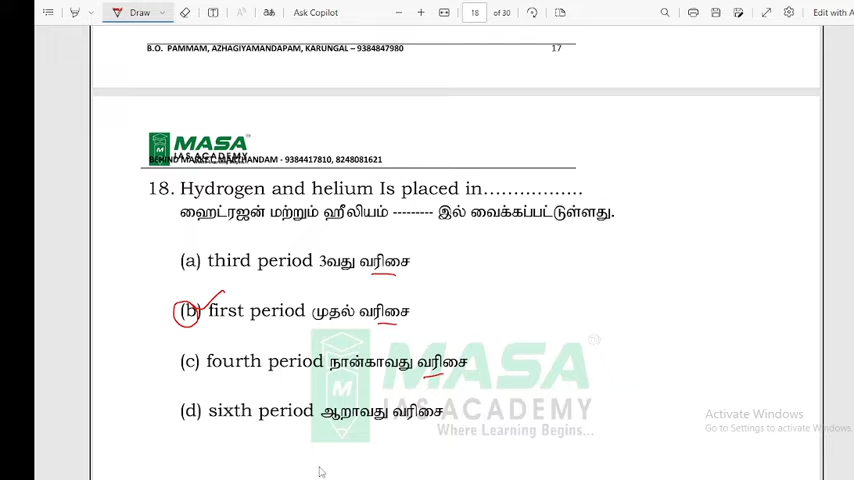 Draw
Ask Copilot
18 of 30
Edit with A
B.O. PAMMAM, AZHAGIYAMANDAPAM, KARUNGAL – 9384847980
17
MASA
IAS ACADEMY
BEHIND MARKET, MARTHANDAM - 9384417810, 8248081621
18. Hydrogen and helium Is placed in.................
ஹைட்ரஜன் மற்றும் ஹீலியம் --------- இல் வைக்கப்பட்டுள்ளது.
(a) third period 3வது வரிசை
(b) first period முதல் வரிசை
(c) fourth period நான்காவது வரிசை
(d) sixth period ஆறாவது வரிசை
MASA
IAS ACADEMY
Where Learning Begins...
Activate Windows
Go to Settings to activate Windows.